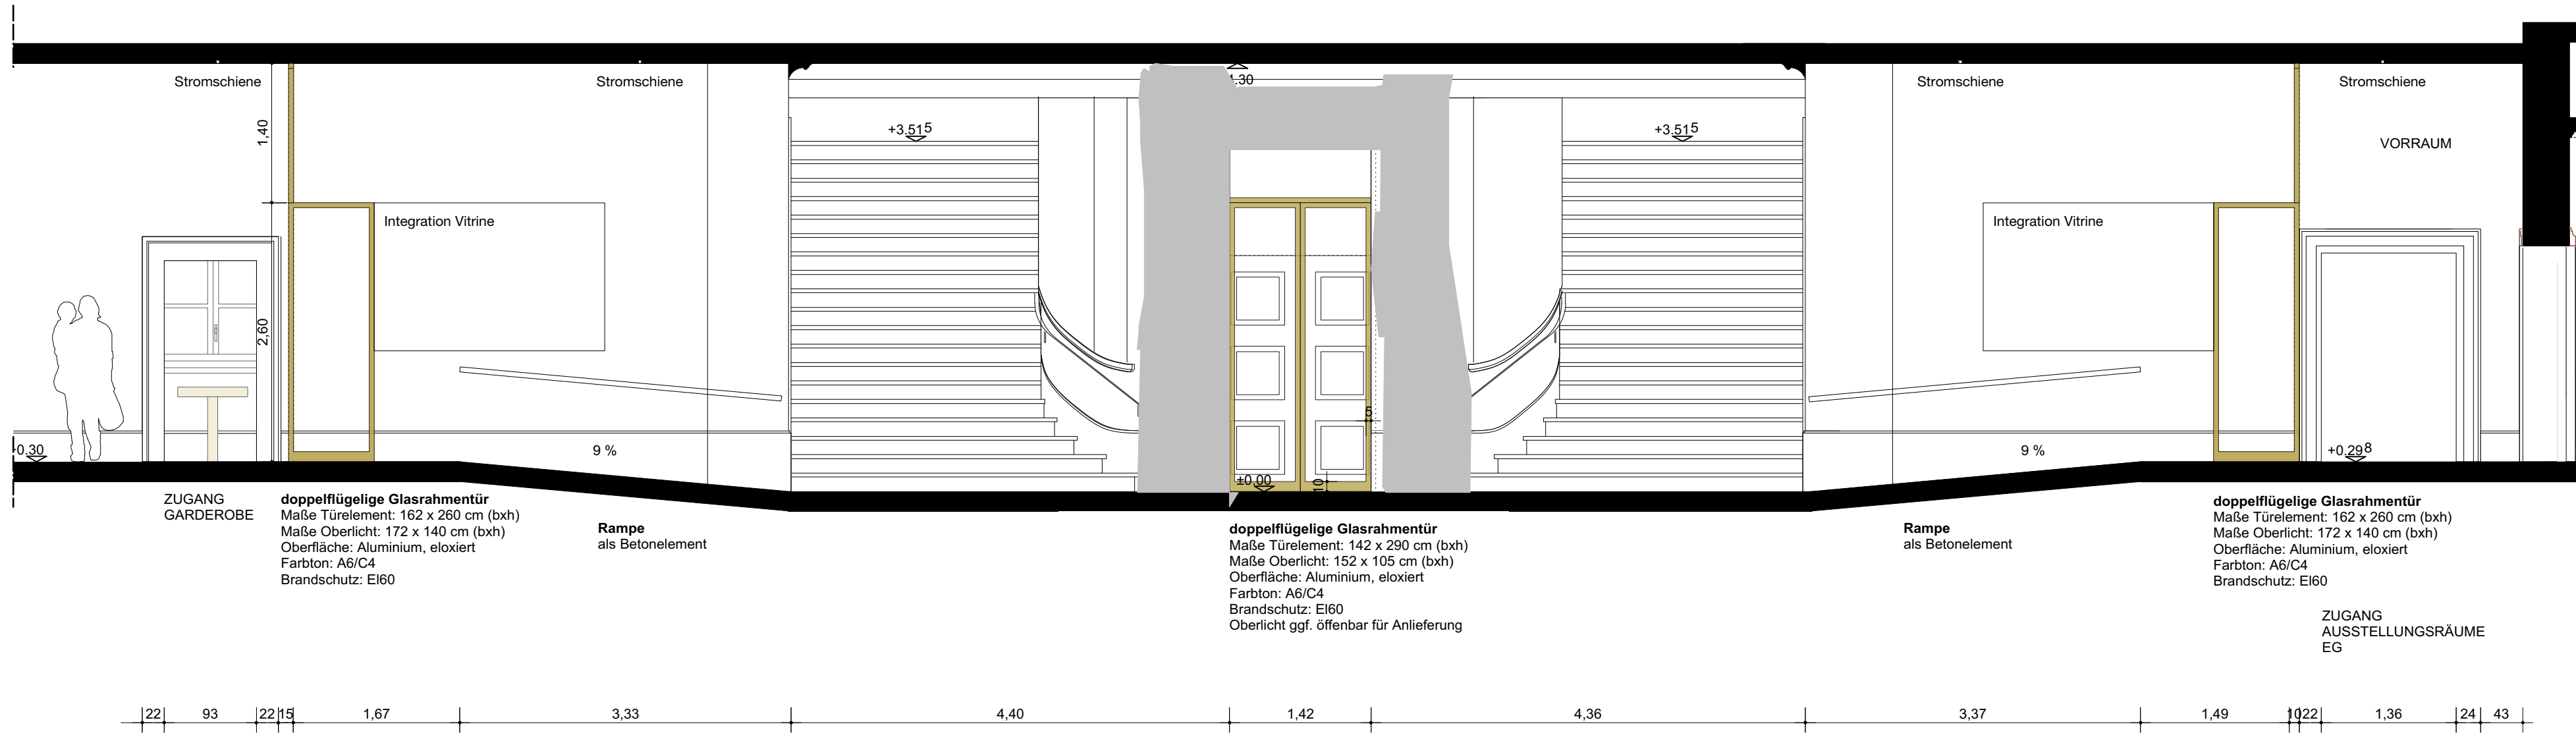 Stromschiene
Stromschiene
.30
Stromschiene
Stromschiene
1,40
+3.515
+3.515
VORRAUM
Integration Vitrine
Integration Vitrine
2,60
5
0.30
9 %
±0.00
10
9 %
+0.298
ZUGANG
GARDEROBE
doppelflügelige Glasrahmentür
Maße Türelement: 162 x 260 cm (bxh)
Maße Oberlicht: 172 x 140 cm (bxh)
Oberfläche: Aluminium, eloxiert
Farbton: A6/C4
Brandschutz: EI60
Rampe
als Betonelement
doppelflügelige Glasrahmentür
Maße Türelement: 142 x 290 cm (bxh)
Maße Oberlicht: 152 x 105 cm (bxh)
Oberfläche: Aluminium, eloxiert
Farbton: A6/C4
Brandschutz: EI60
Oberlicht ggf. öffenbar für Anlieferung
Rampe
als Betonelement
doppelflügelige Glasrahmentür
Maße Türelement: 162 x 260 cm (bxh)
Maße Oberlicht: 172 x 140 cm (bxh)
Oberfläche: Aluminium, eloxiert
Farbton: A6/C4
Brandschutz: EI60
ZUGANG
AUSSTELLUNGSRÄUME
EG
22 93 22 15 1,67 3,33 4,40 1,42 4,36 3,37 1,49 10 22 1,36 24 43